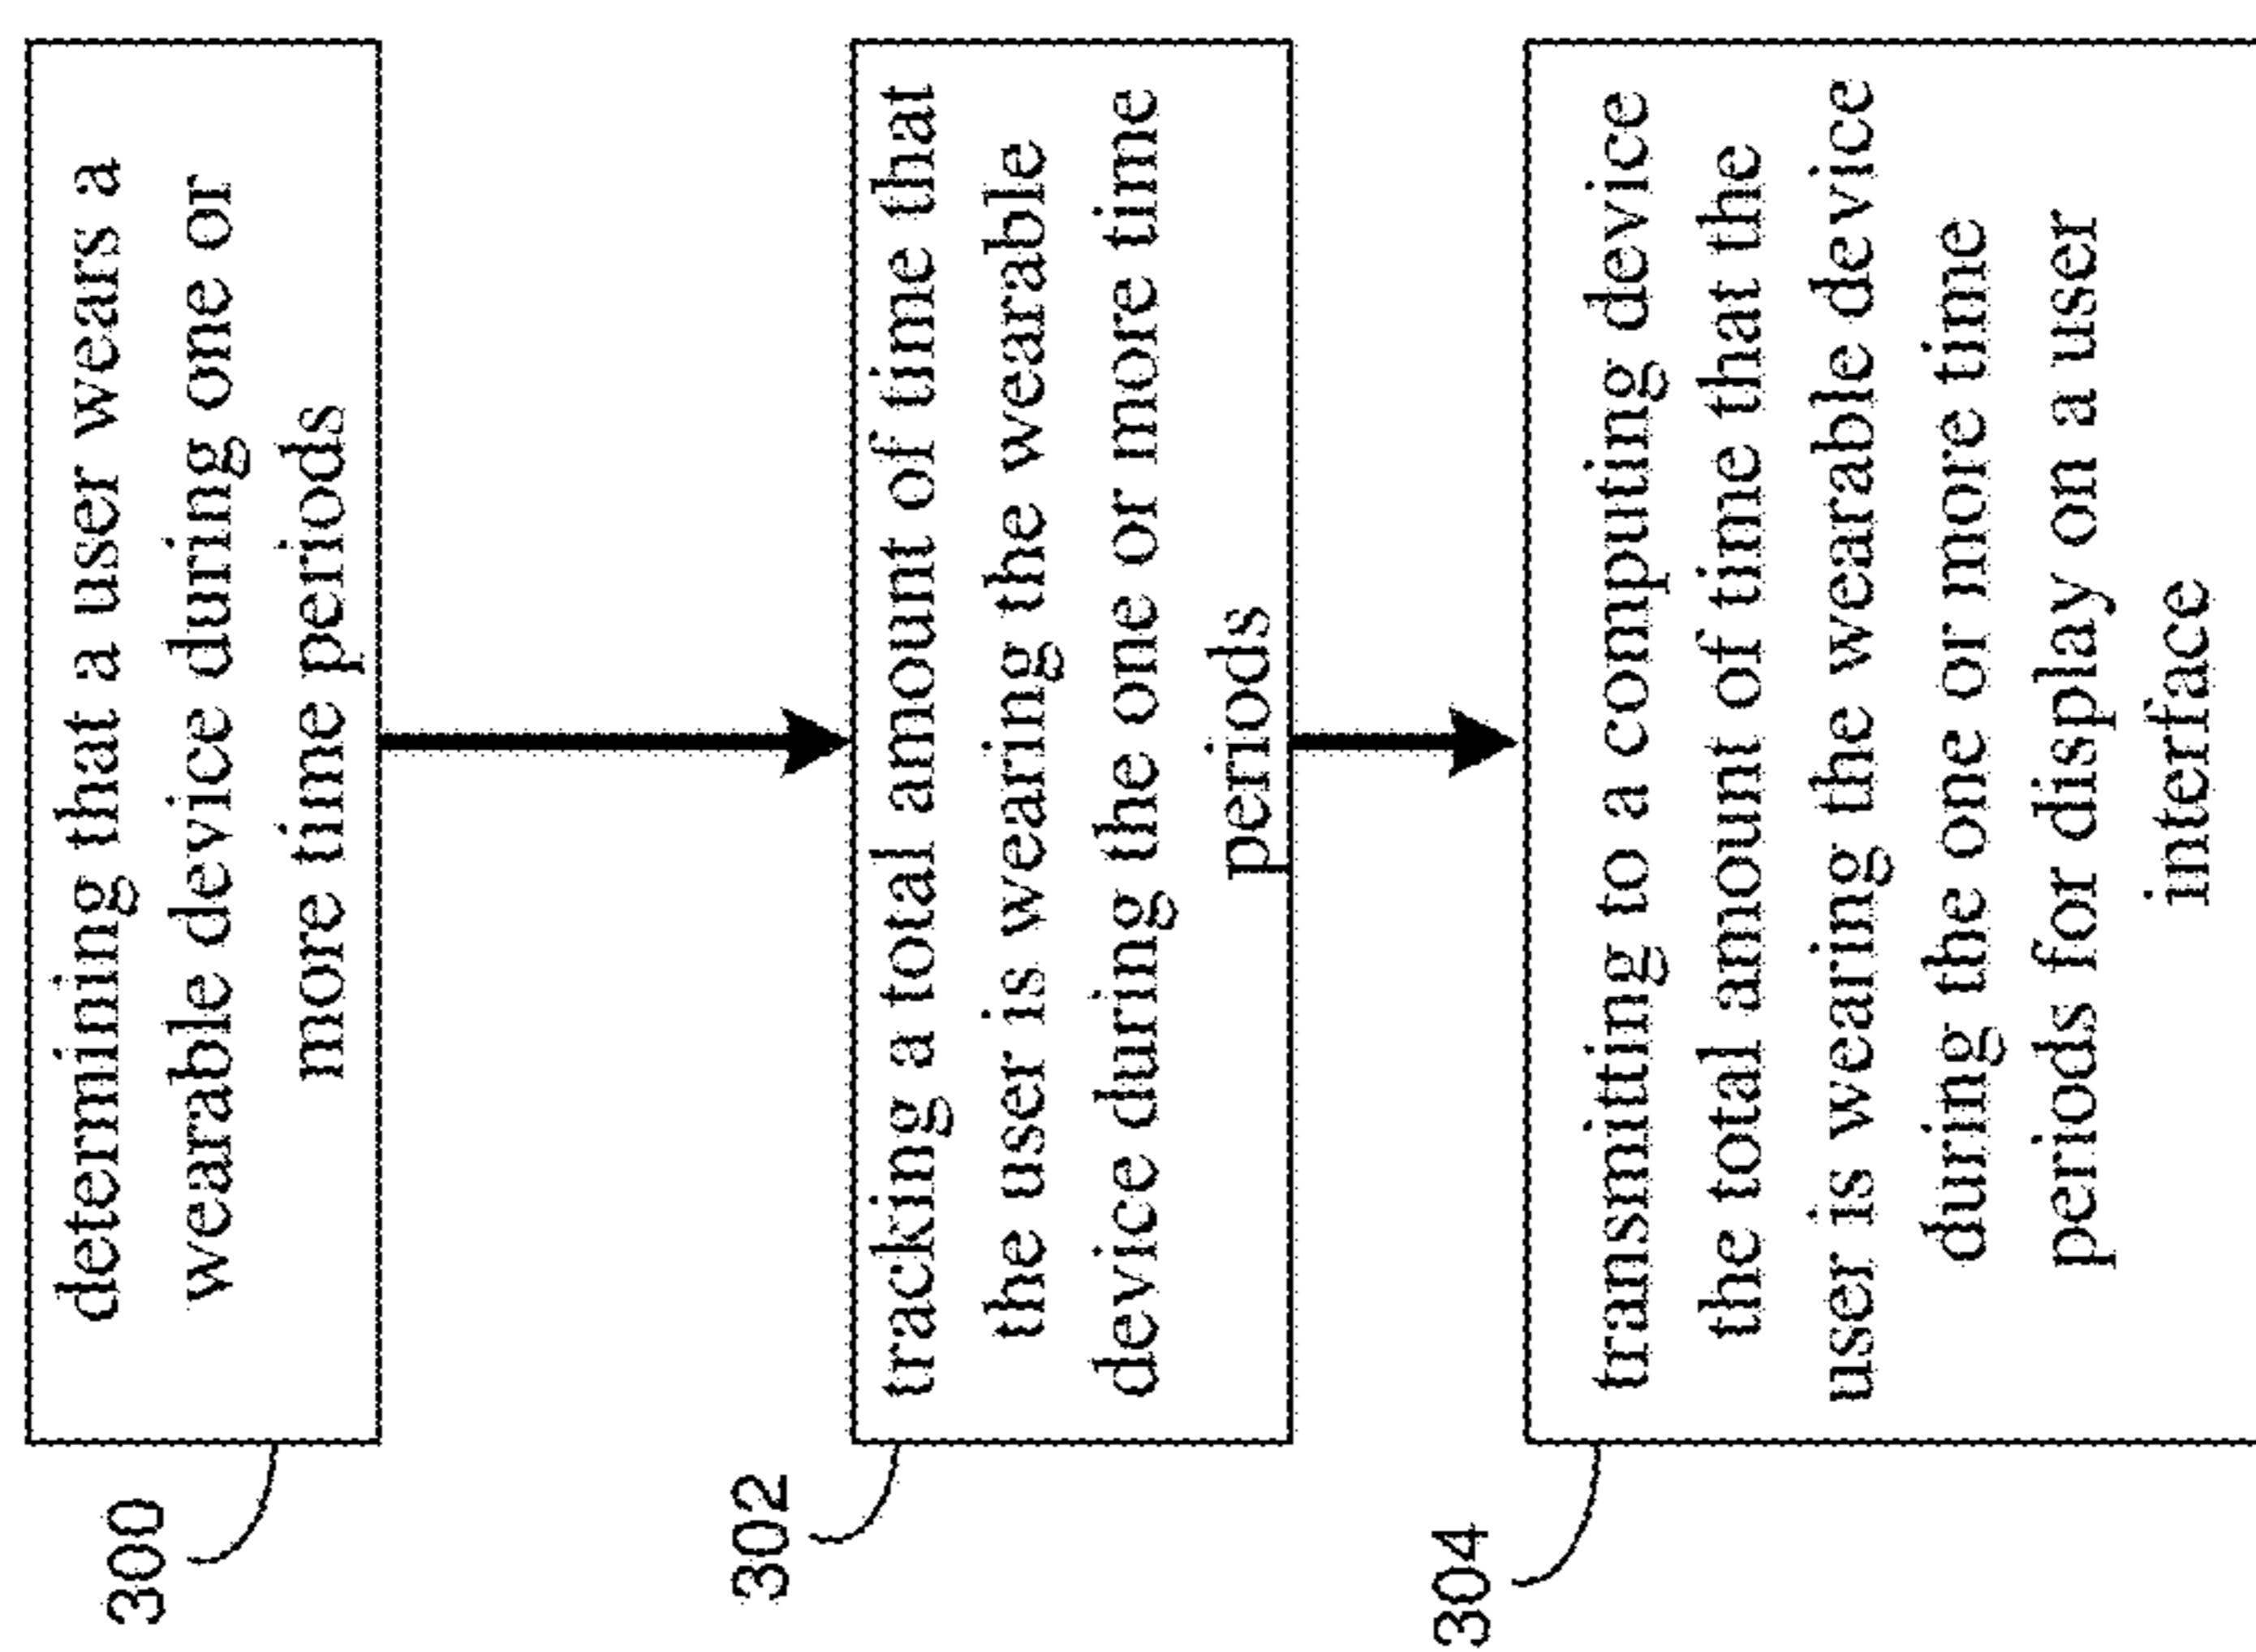 300
determining that a user wears a
wearable device during one or
more time periods
302
tracking a total amount of time that
the user is wearing the wearable
device during the one or more time
periods
304
transmitting to a computing device
the total amount of time that the
user is wearing the wearable device
during the one or more time
periods for display on a user
interface